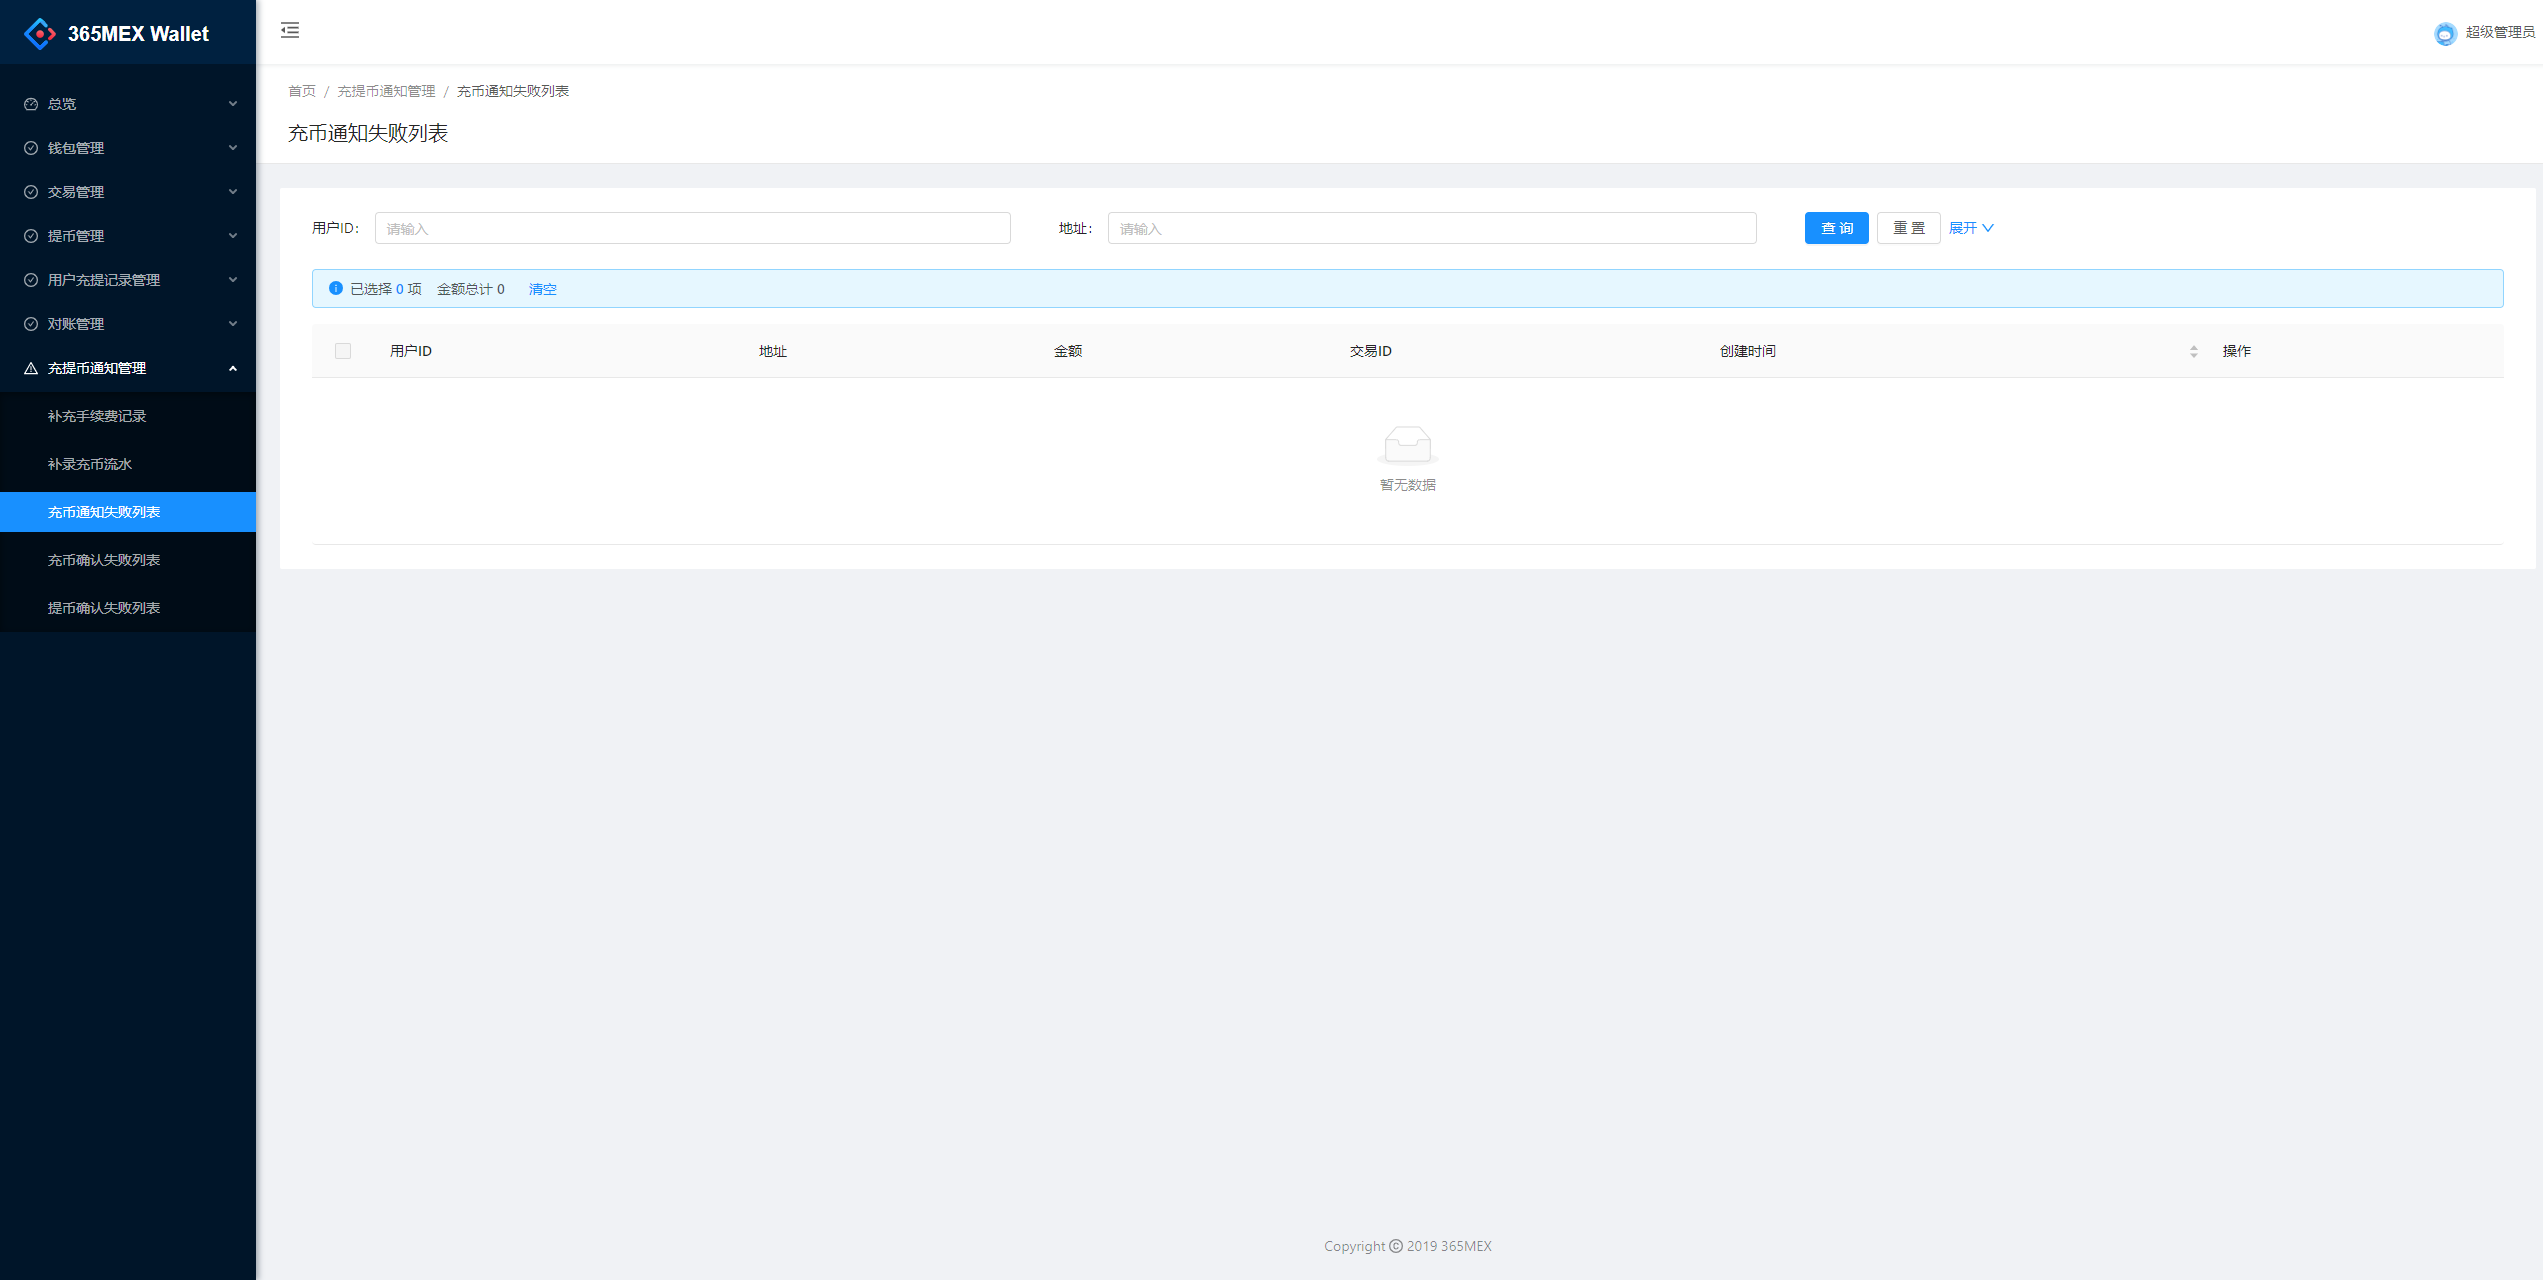 365MEX Wallet
超级管理员
总览
钱包管理
交易管理
提币管理
用户充提记录管理
对账管理
充提币通知管理
补充手续费记录
补录充币流水
充币通知失败列表
充币确认失败列表
提币确认失败列表
首页 / 充提币通知管理 / 充币通知失败列表
充币通知失败列表
用户ID： 请输入 地址： 请输入 查 询 重 置 展开
已选择 0 项 金额总计 0 清空
用户ID 地址 金额 交易ID 创建时间 操作
暂无数据
Copyright © 2019 365MEX